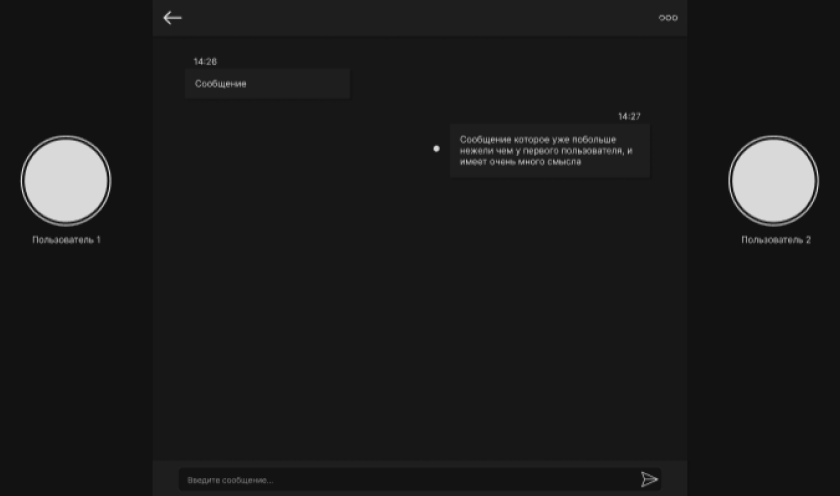 14:26
Сообщение
14:27
Сообщение которое уже побольше
нежели чем у первого пользователя, и
имеет очень много смысла
Пользователь 1
Пользователь 2
Введите сообщение...